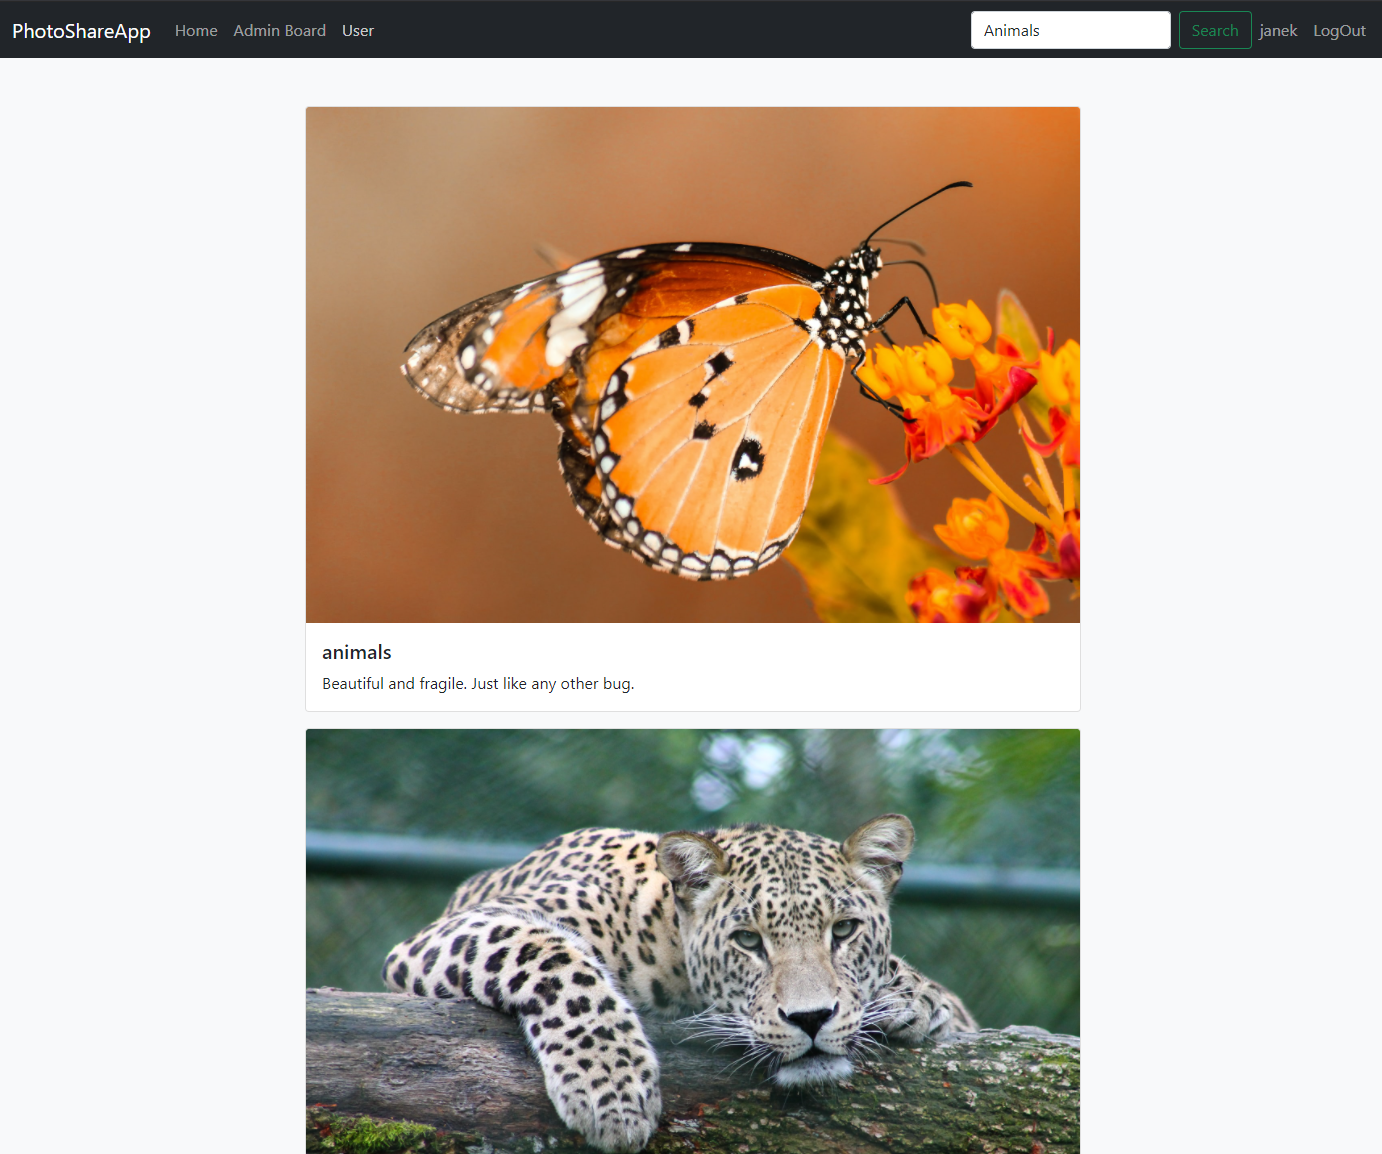 PhotoShareApp Home Admin Board User Animals Search janek LogOut
animals
Beautiful and fragile. Just like any other bug.